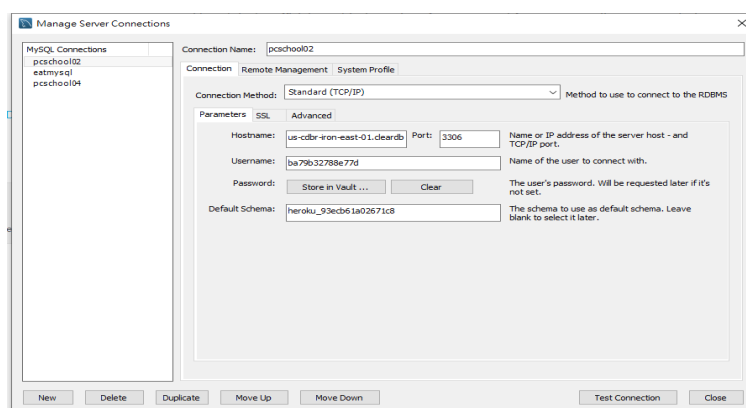 Manage Server Connections
MySQL Connections
pcschool02
eatmysql
pcschool04
Connection Name: pcschool02
Connection Remote Management System Profile
Connection Method: Standard (TCP/IP) Method to use to connect to the RDBMS
Parameters SSL Advanced
Hostname: us-cdbr-iron-east-01.cleardb Port: 3306 Name or IP address of the server host - and
TCP/IP port.
Username: ba79b32788e77d Name of the user to connect with.
Password: Store in Vault ... Clear The user's password. Will be requested later if it's
not set.
Default Schema: heroku_93ecb61a02671c8 The schema to use as default schema. Leave
blank to select it later.
New Delete Duplicate Move Up Move Down Test Connection Close